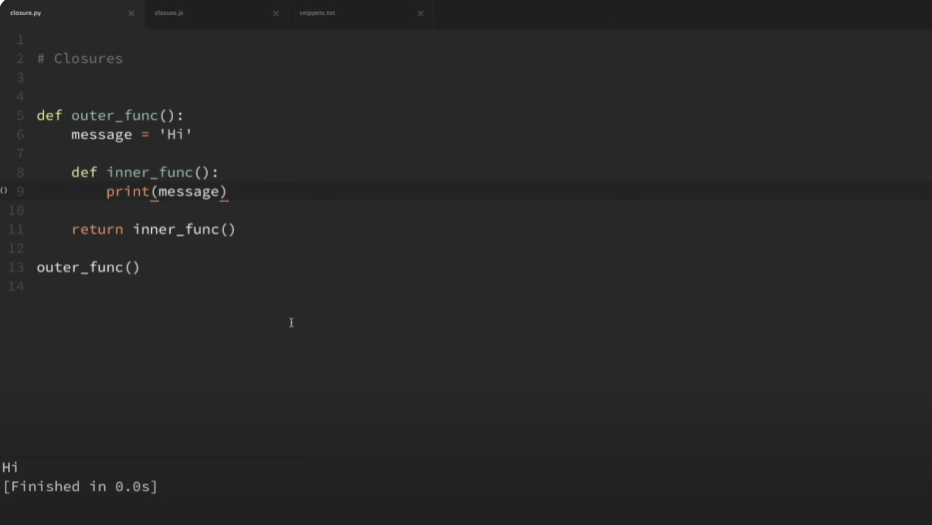 closure.py × closure.js × snippets.txt ×
1
2 # Closures
3
4
5 def outer_func():
6     message = 'Hi'
7
8     def inner_func():
() 9         print(message)
10
11     return inner_func()
12
13 outer_func()
14
Hi
[Finished in 0.0s]